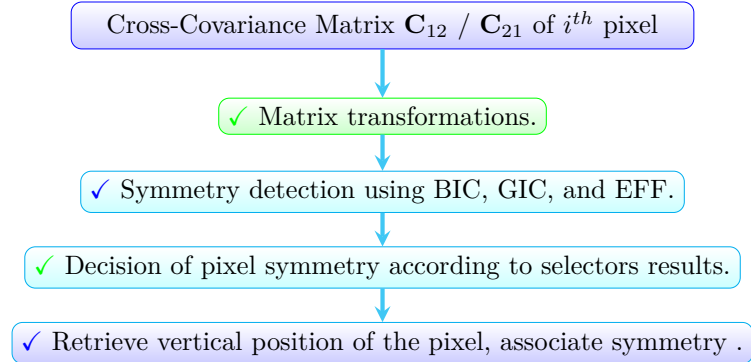 Cross-Covariance Matrix C₁₂ / C₂₁ of iᵗʰ pixel
✓ Matrix transformations.
✓ Symmetry detection using BIC, GIC, and EFF.
✓ Decision of pixel symmetry according to selectors results.
✓ Retrieve vertical position of the pixel, associate symmetry .